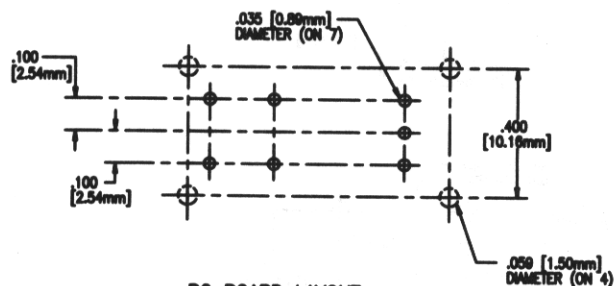 .035 [0.89mm]
DIAMETER (ON 7)
.100
[2.54mm]
.400
[10.16mm]
.100
[2.54mm]
.059 [1.50mm]
DIAMETER (ON 4)